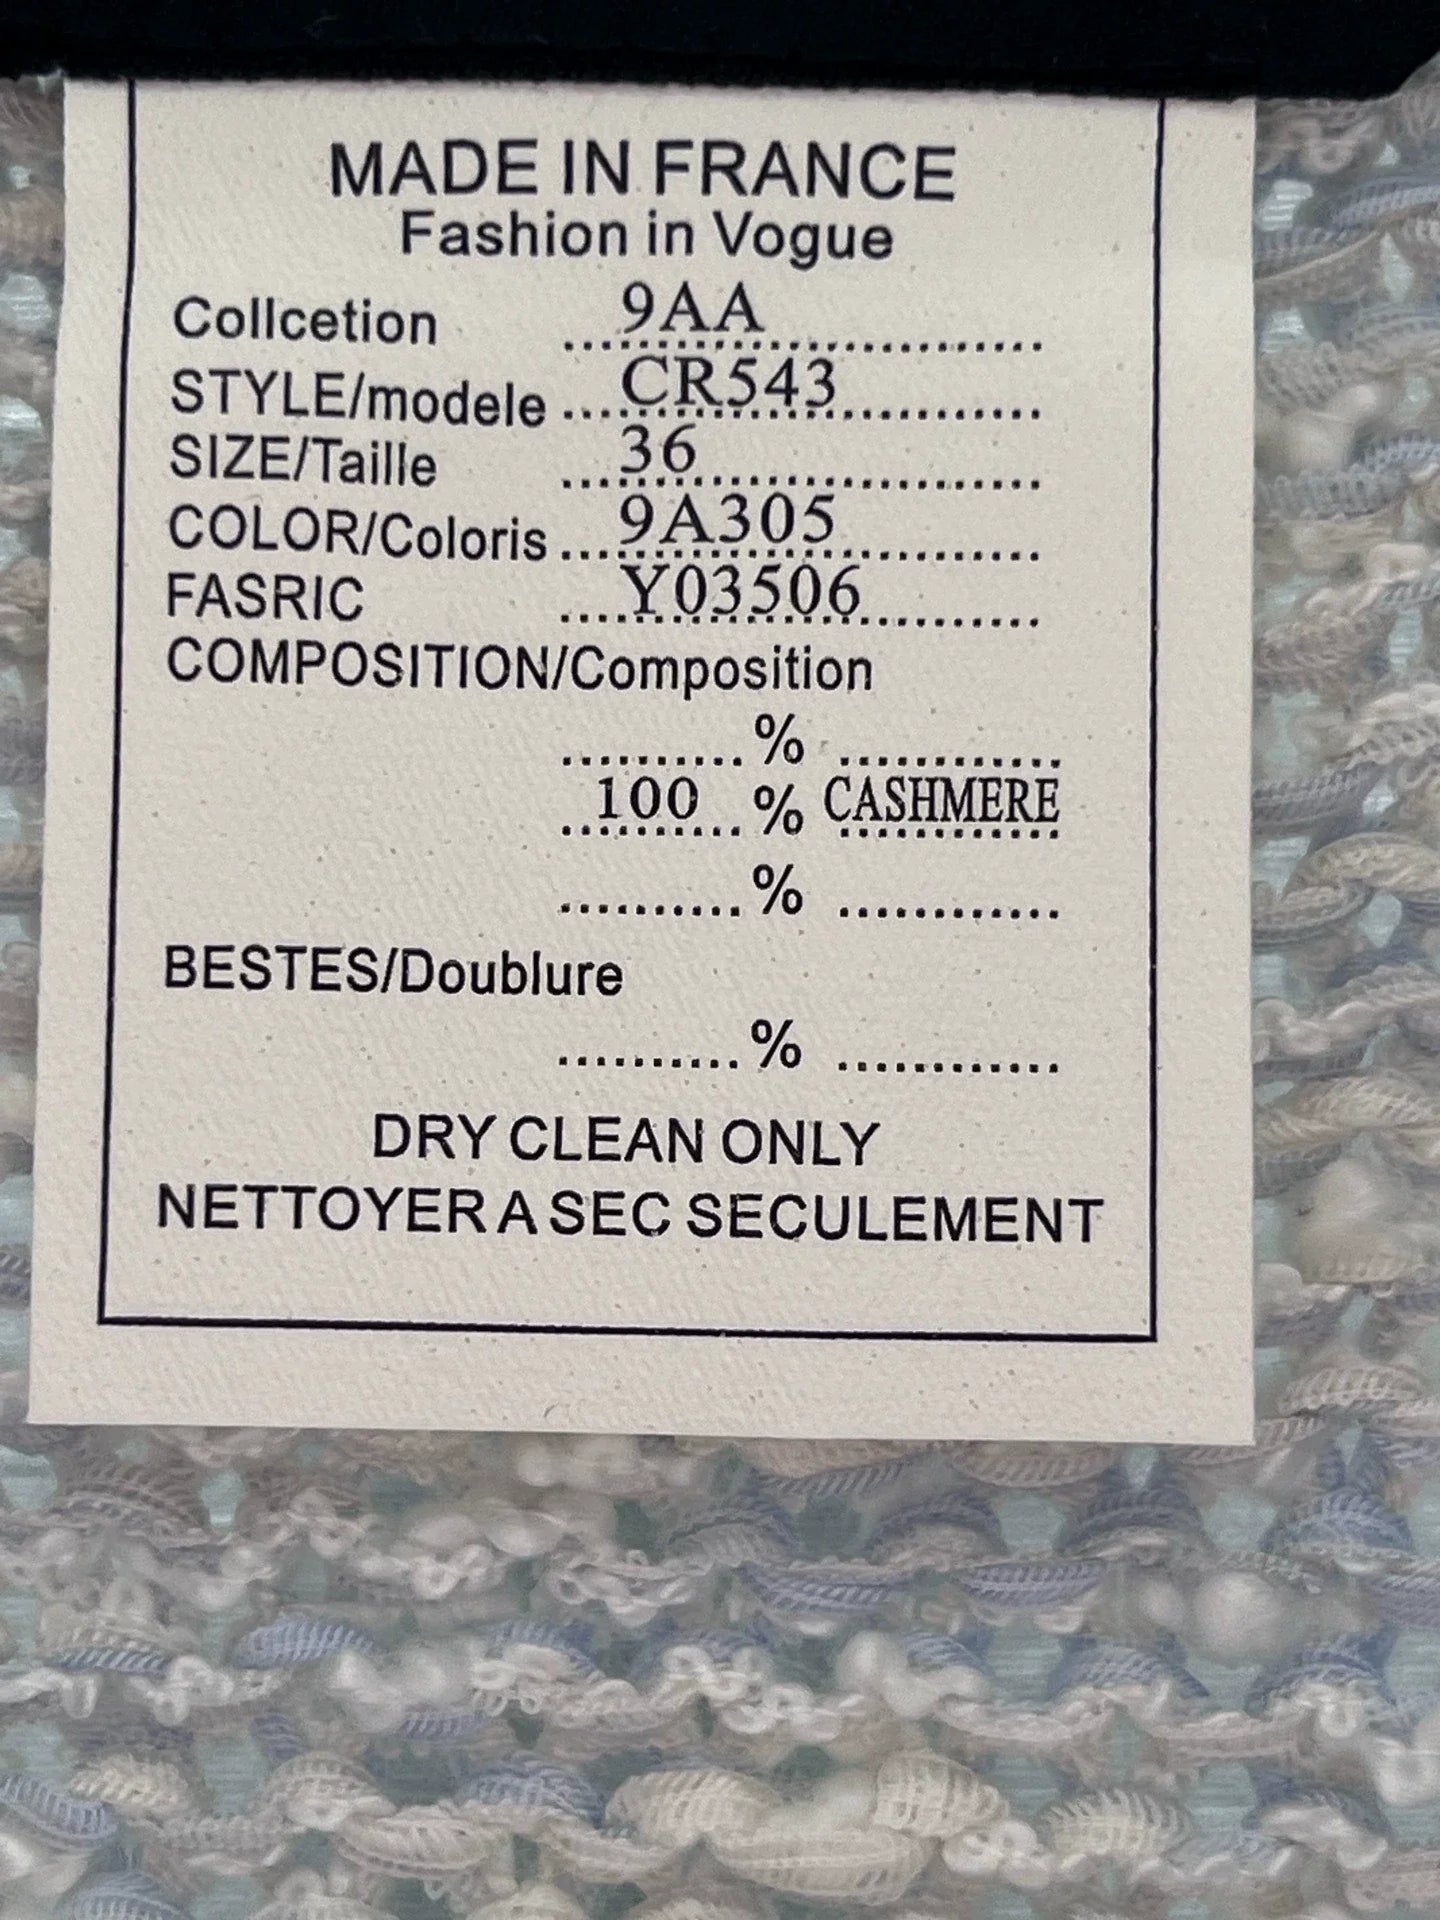 MADE IN FRANCE
Fashion in Vogue
Collcetion 9AA
STYLE/modele CR543
SIZE/Taille 36
COLOR/Coloris 9A305
FASRIC Y03506
COMPOSITION/Composition
.......... % ............
100 % CASHMERE
.......... % ............
BESTES/Doublure
.......... % ............
DRY CLEAN ONLY
NETTOYER A SEC SECULEMENT